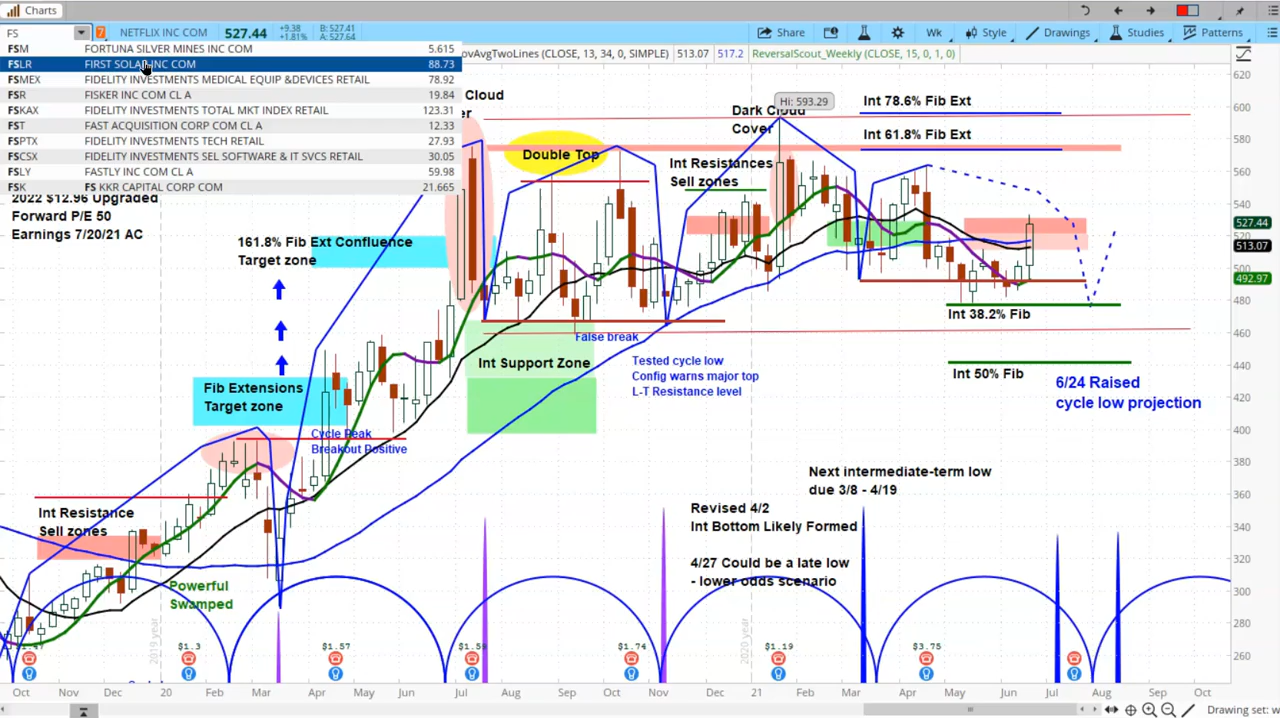 Charts
FS
7
NETFLIX INC COM
527.44
+9.38
+1.81%
B: 527.41
A: 527.64
Share
Wk
Style
Drawings
Studies
Patterns
FSM FORTUNA SILVER MINES INC COM 5.615
FSLR FIRST SOLAR INC COM 88.73
FSMEX FIDELITY INVESTMENTS MEDICAL EQUIP &DEVICES RETAIL 78.92
FSR FISKER INC COM CL A 19.84
FSKAX FIDELITY INVESTMENTS TOTAL MKT INDEX RETAIL 123.31
FST FAST ACQUISITION CORP COM CL A 12.33
FSPTX FIDELITY INVESTMENTS TECH RETAIL 27.93
FSCSX FIDELITY INVESTMENTS SEL SOFTWARE & IT SVCS RETAIL 30.05
FSLY FASTLY INC COM CL A 59.98
FSK FS KKR CAPITAL CORP COM 21.665
ovAvgTwoLines (CLOSE, 13, 34, 0, SIMPLE) 513.07 517.2
ReversalScout_Weekly (CLOSE, 15, 0, 1, 0)
2022 $12.96 Upgraded
Forward P/E 50
Earnings 7/20/21 AC
Cloud
er
Double Top
Dark Cloud
Cover
Hi: 593.29
Int 78.6% Fib Ext
Int 61.8% Fib Ext
Int Resistances
Sell zones
161.8% Fib Ext Confluence
Target zone
Fib Extensions
Target zone
Cycle Peak
Breakout Positive
Int Support Zone
False break
Tested cycle low
Config warns major top
L-T Resistance level
Int 38.2% Fib
Int 50% Fib
6/24 Raised
cycle low projection
Int Resistance
Sell zones
Powerful
Swamped
Next intermediate-term low
due 3/8 - 4/19
Revised 4/2
Int Bottom Likely Formed
4/27 Could be a late low
- lower odds scenario
2019 year
2020 year
$1.3
$1.57
$1.74
$1.19
$3.75
620
600
580
560
540
527.44
520
513.07
500
492.97
480
460
440
420
400
380
360
340
320
300
280
260
Oct Nov Dec 20 Feb Mar Apr May Jun Jul Aug Sep Oct Nov Dec 21 Feb Mar Apr May Jun Jul Aug Sep Oct
Drawing set: w